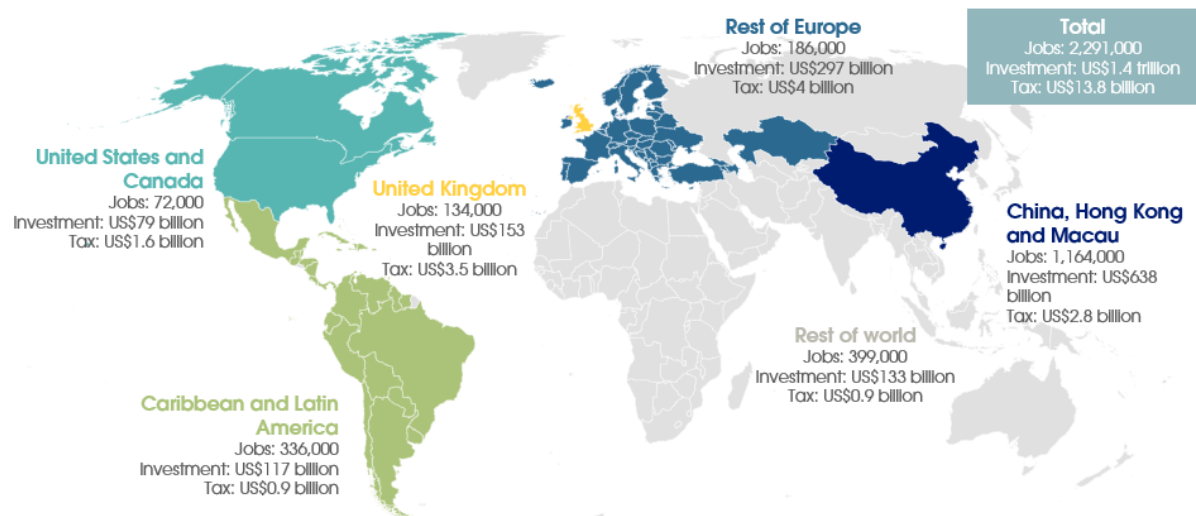 Rest of Europe
Jobs: 186,000
Investment: US$297 billion
Tax: US$4 billion
Total
Jobs: 2,291,000
Investment: US$1.4 trillion
Tax: US$13.8 billion
United States and
Canada
Jobs: 72,000
Investment: US$79 billion
Tax: US$1.6 billion
United Kingdom
Jobs: 134,000
Investment: US$153
billion
Tax: US$3.5 billion
China, Hong Kong
and Macau
Jobs: 1,164,000
Investment: US$638
billion
Tax: US$2.8 billion
Rest of world
Jobs: 399,000
Investment: US$133 billion
Tax: US$0.9 billion
Caribbean and Latin
America
Jobs: 336,000
Investment: US$117 billion
Tax: US$0.9 billion